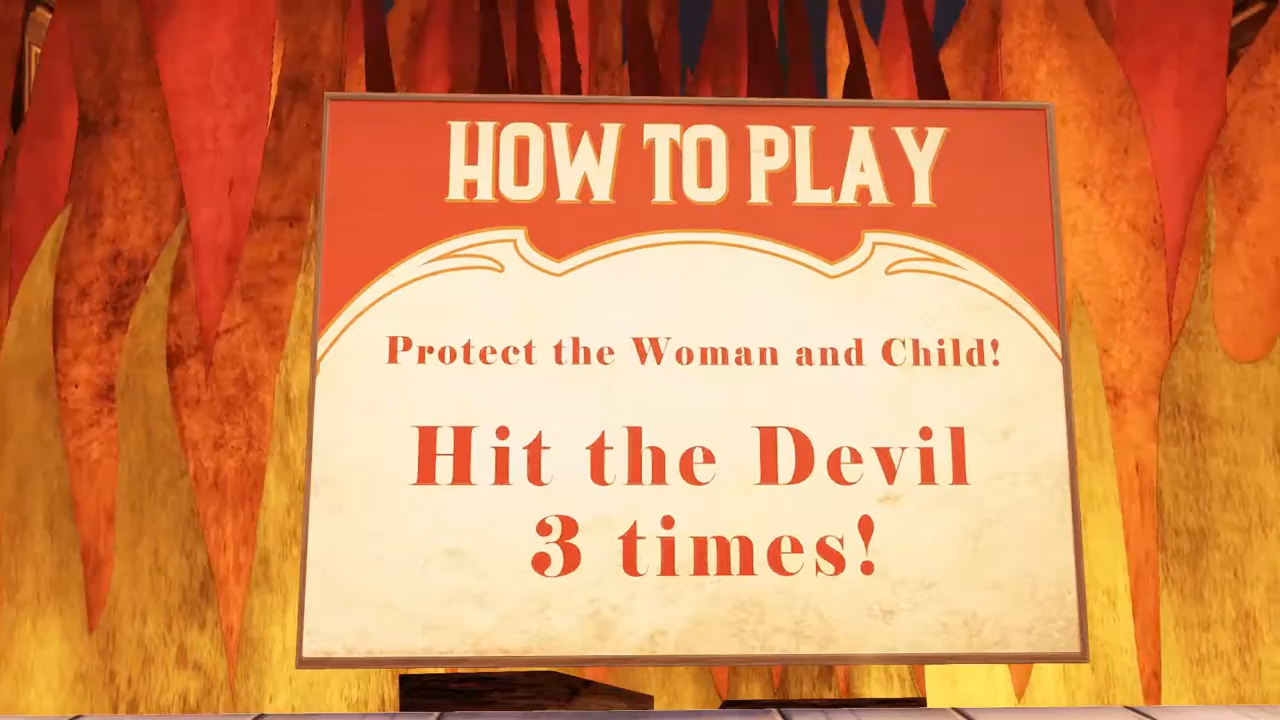 HOW TO PLAY
Protect the Woman and Child!
Hit the Devil
3 times!